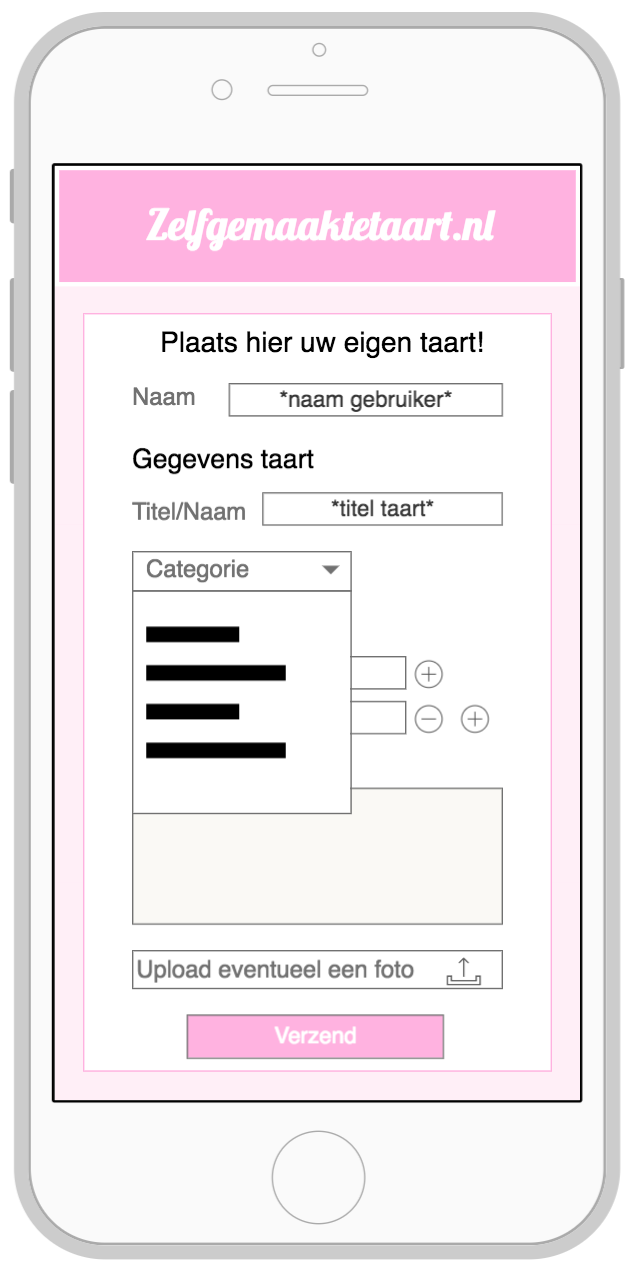 Zelfgemaaktetaart.nl
Plaats hier uw eigen taart!
Naam *naam gebruiker*
Gegevens taart
Titel/Naam *titel taart*
Categorie
Upload eventueel een foto
Verzend